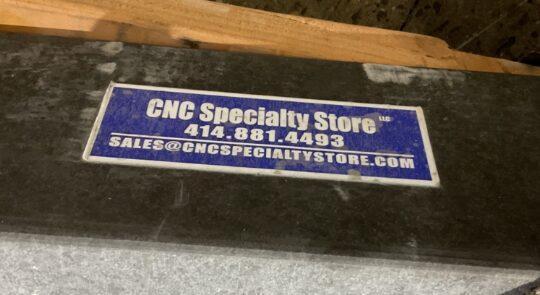 CNC Specialty Store LLC
414.881.4493
SALES@CNCSPECIALTYSTORE.COM